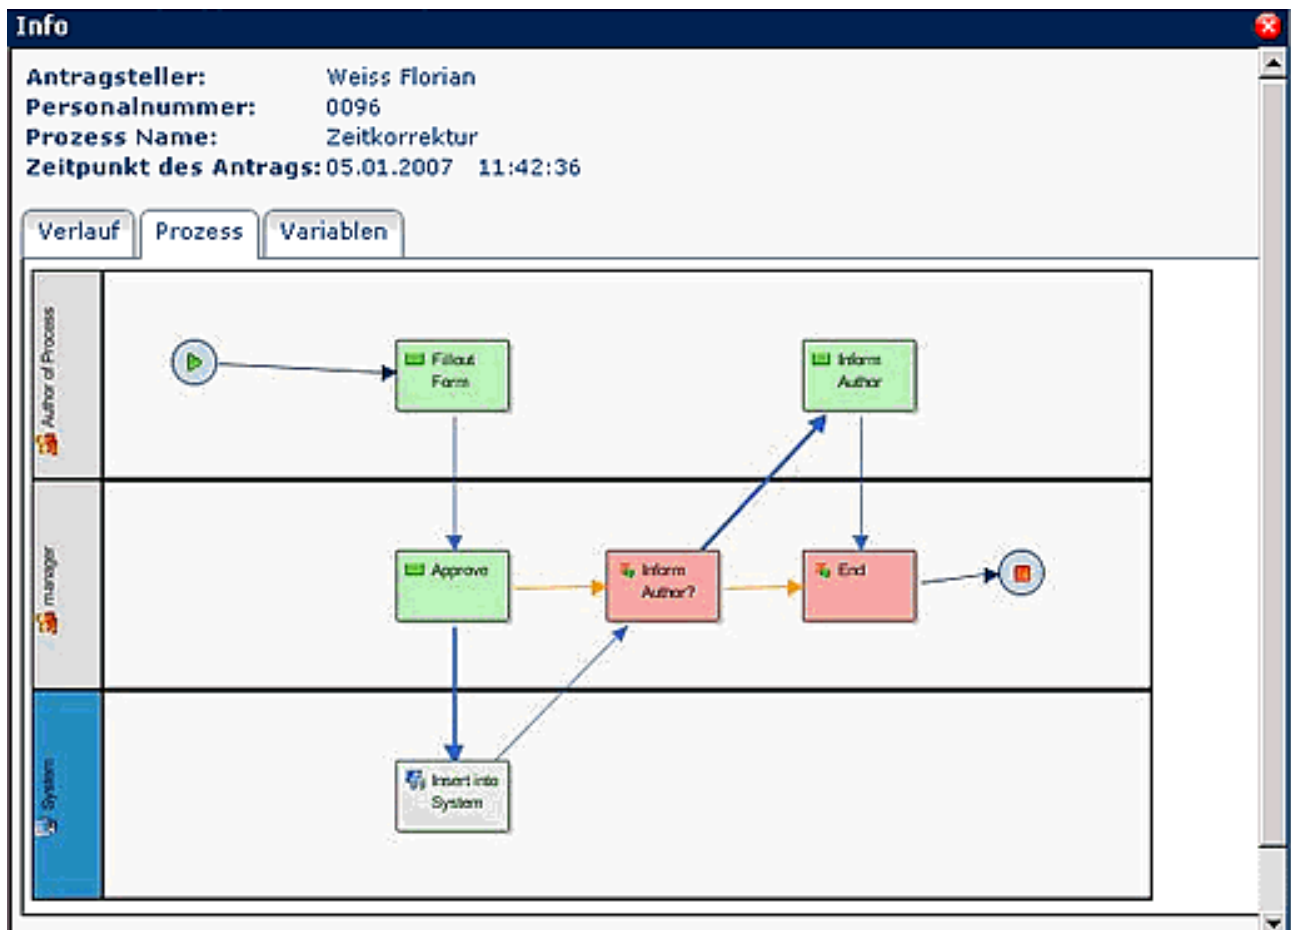 Info
Antragsteller: Weiss Florian
Personalnummer: 0096
Prozess Name: Zeitkorrektur
Zeitpunkt des Antrags: 05.01.2007 11:42:36
Verlauf Prozess Variablen
Author of Process
Fillout
Form
Inform
Author
manager
Approve
Inform
Author?
End
System
Insert into
System